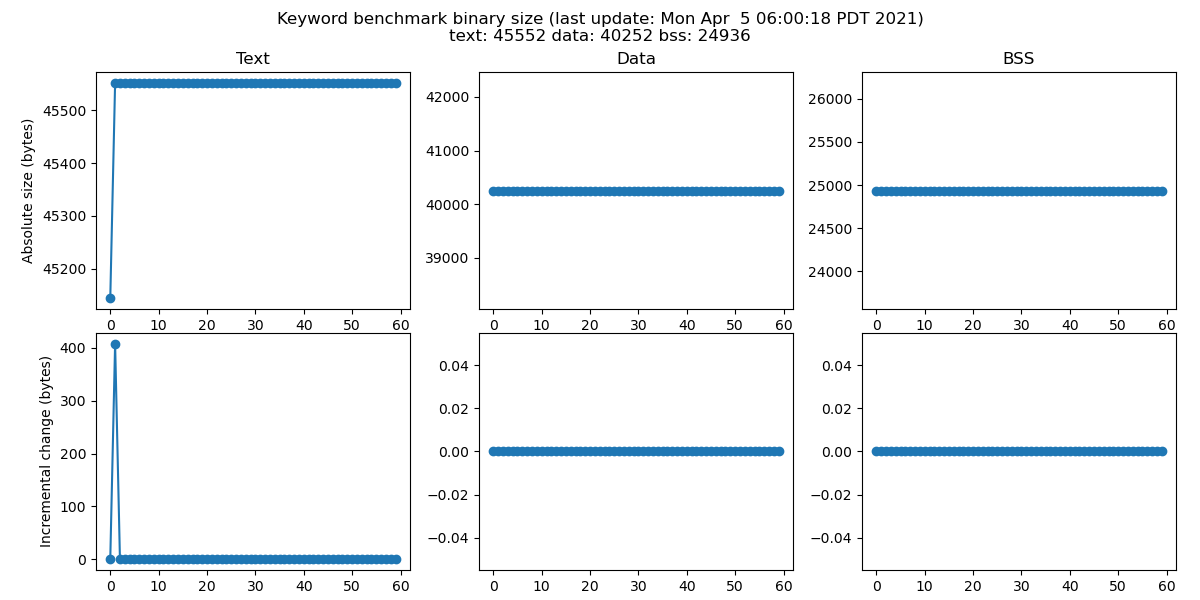 Keyword benchmark binary size (last update: Mon Apr  5 06:00:18 PDT 2021)
text: 45552 data: 40252 bss: 24936
Text
Data
BSS
Absolute size (bytes)
45500
45400
45300
45200
0 10 20 30 40 50 60
42000
41000
40000
39000
0 10 20 30 40 50 60
26000
25500
25000
24500
24000
0 10 20 30 40 50 60
Incremental change (bytes)
400
300
200
100
0
0 10 20 30 40 50 60
0.04
0.02
0.00
−0.02
−0.04
0 10 20 30 40 50 60
0.04
0.02
0.00
−0.02
−0.04
0 10 20 30 40 50 60